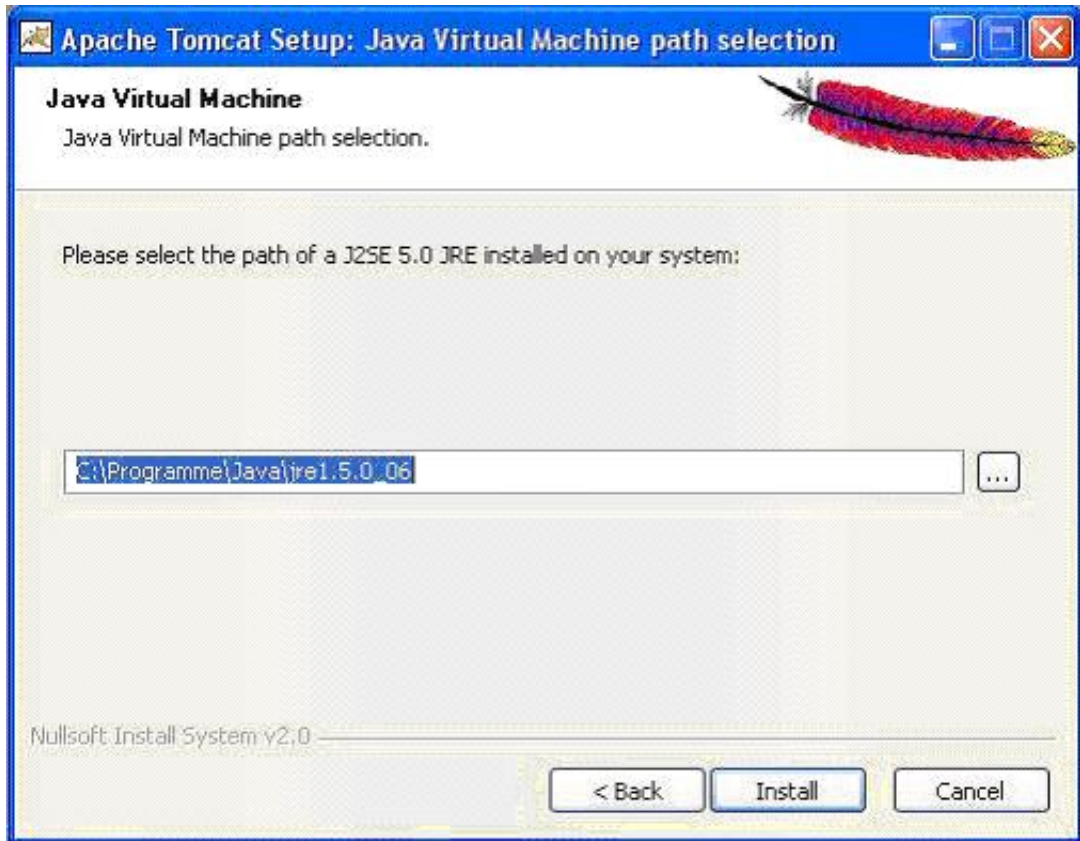 Apache Tomcat Setup: Java Virtual Machine path selection
Java Virtual Machine
Java Virtual Machine path selection.
Please select the path of a J2SE 5.0 JRE installed on your system:
C:\Programme\Java\jre1.5.0_06
...
Nullsoft Install System v2.0
< Back
Install
Cancel